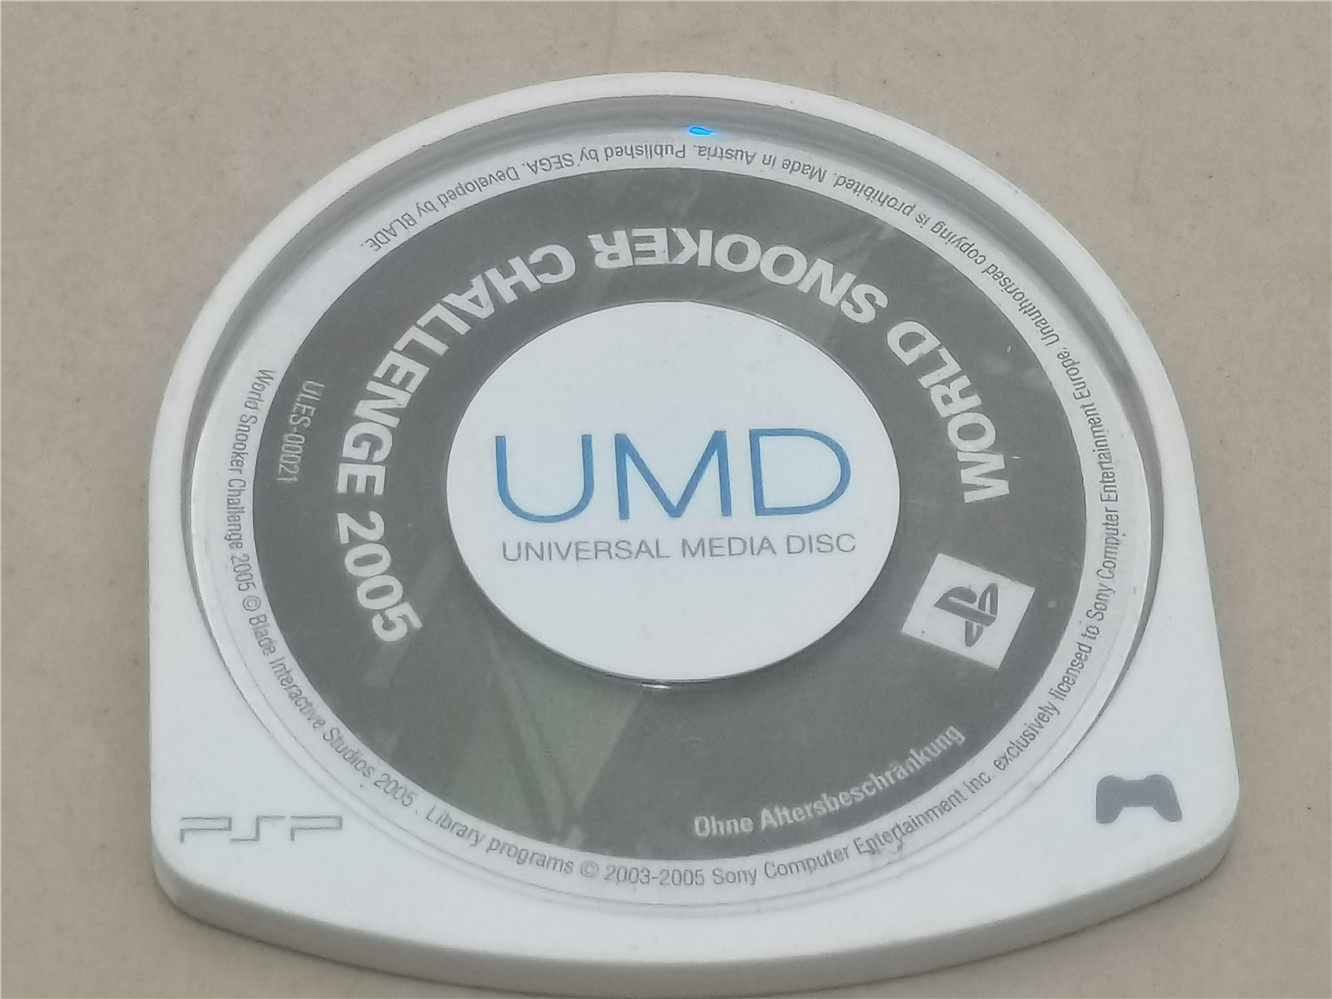 World Snooker Challenge 2005 © Blade Interactive Studios 2005. Library programs © 2003-2005 Sony Computer Entertainment Inc. exclusively licensed to Sony Computer Entertainment Europe. Unauthorised copying is prohibited. Made in Austria. Published by SEGA. Developed by BLADE.
WORLD SNOOKER CHALLENGE 2005
ULES-00021
UMD
UNIVERSAL MEDIA DISC
Ohne Altersbeschränkung
PSP